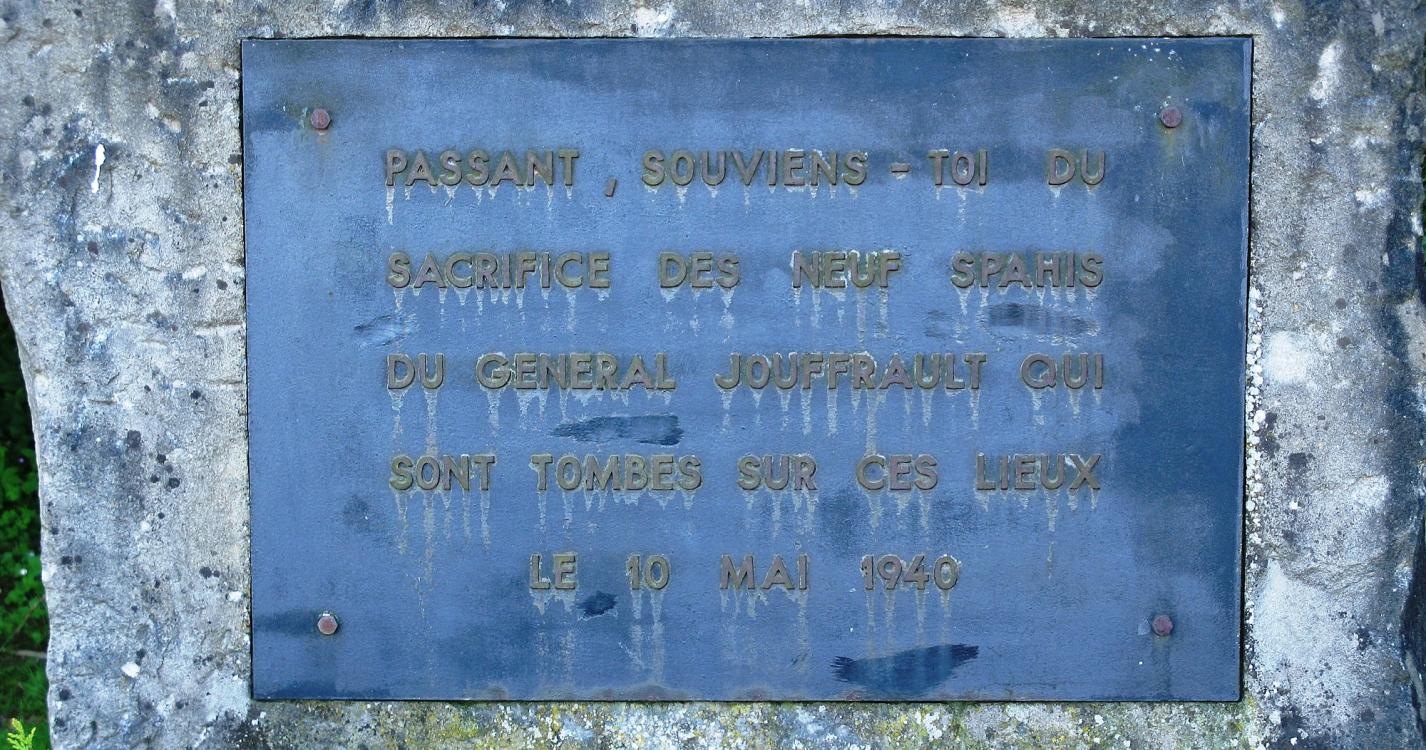 PASSANT , SOUVIENS - TOI DU
SACRIFICE DES NEUF SPAHIS
DU GENERAL JOUFFRAULT QUI
SONT TOMBES SUR CES LIEUX
LE 10 MAI 1940